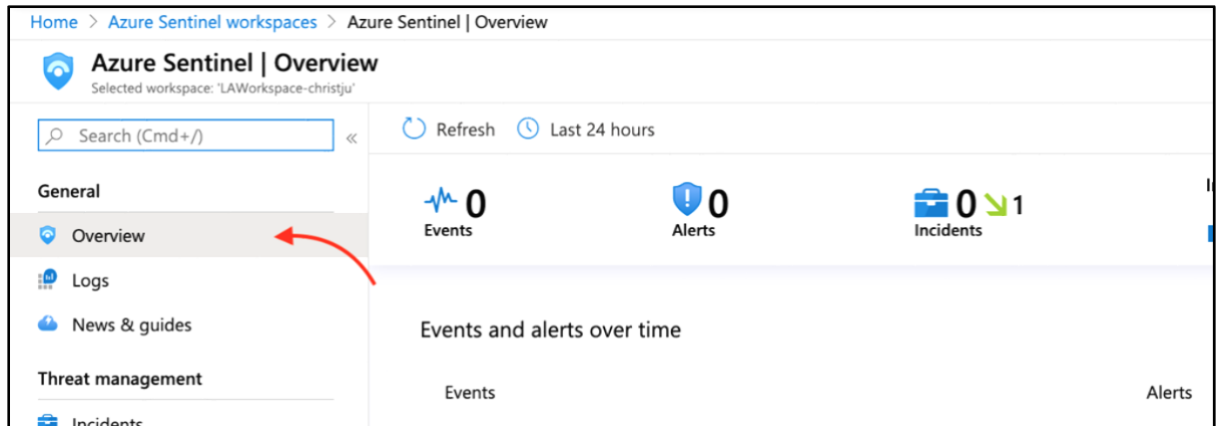 Home > Azure Sentinel workspaces > Azure Sentinel | Overview
Azure Sentinel | Overview
Selected workspace: 'LAWorkspace-christju'
Search (Cmd+/)
«
Refresh
Last 24 hours
General
Overview
Logs
News & guides
Threat management
Incidents
0
Events
0
Alerts
0
1
Incidents
Events and alerts over time
Events
Alerts